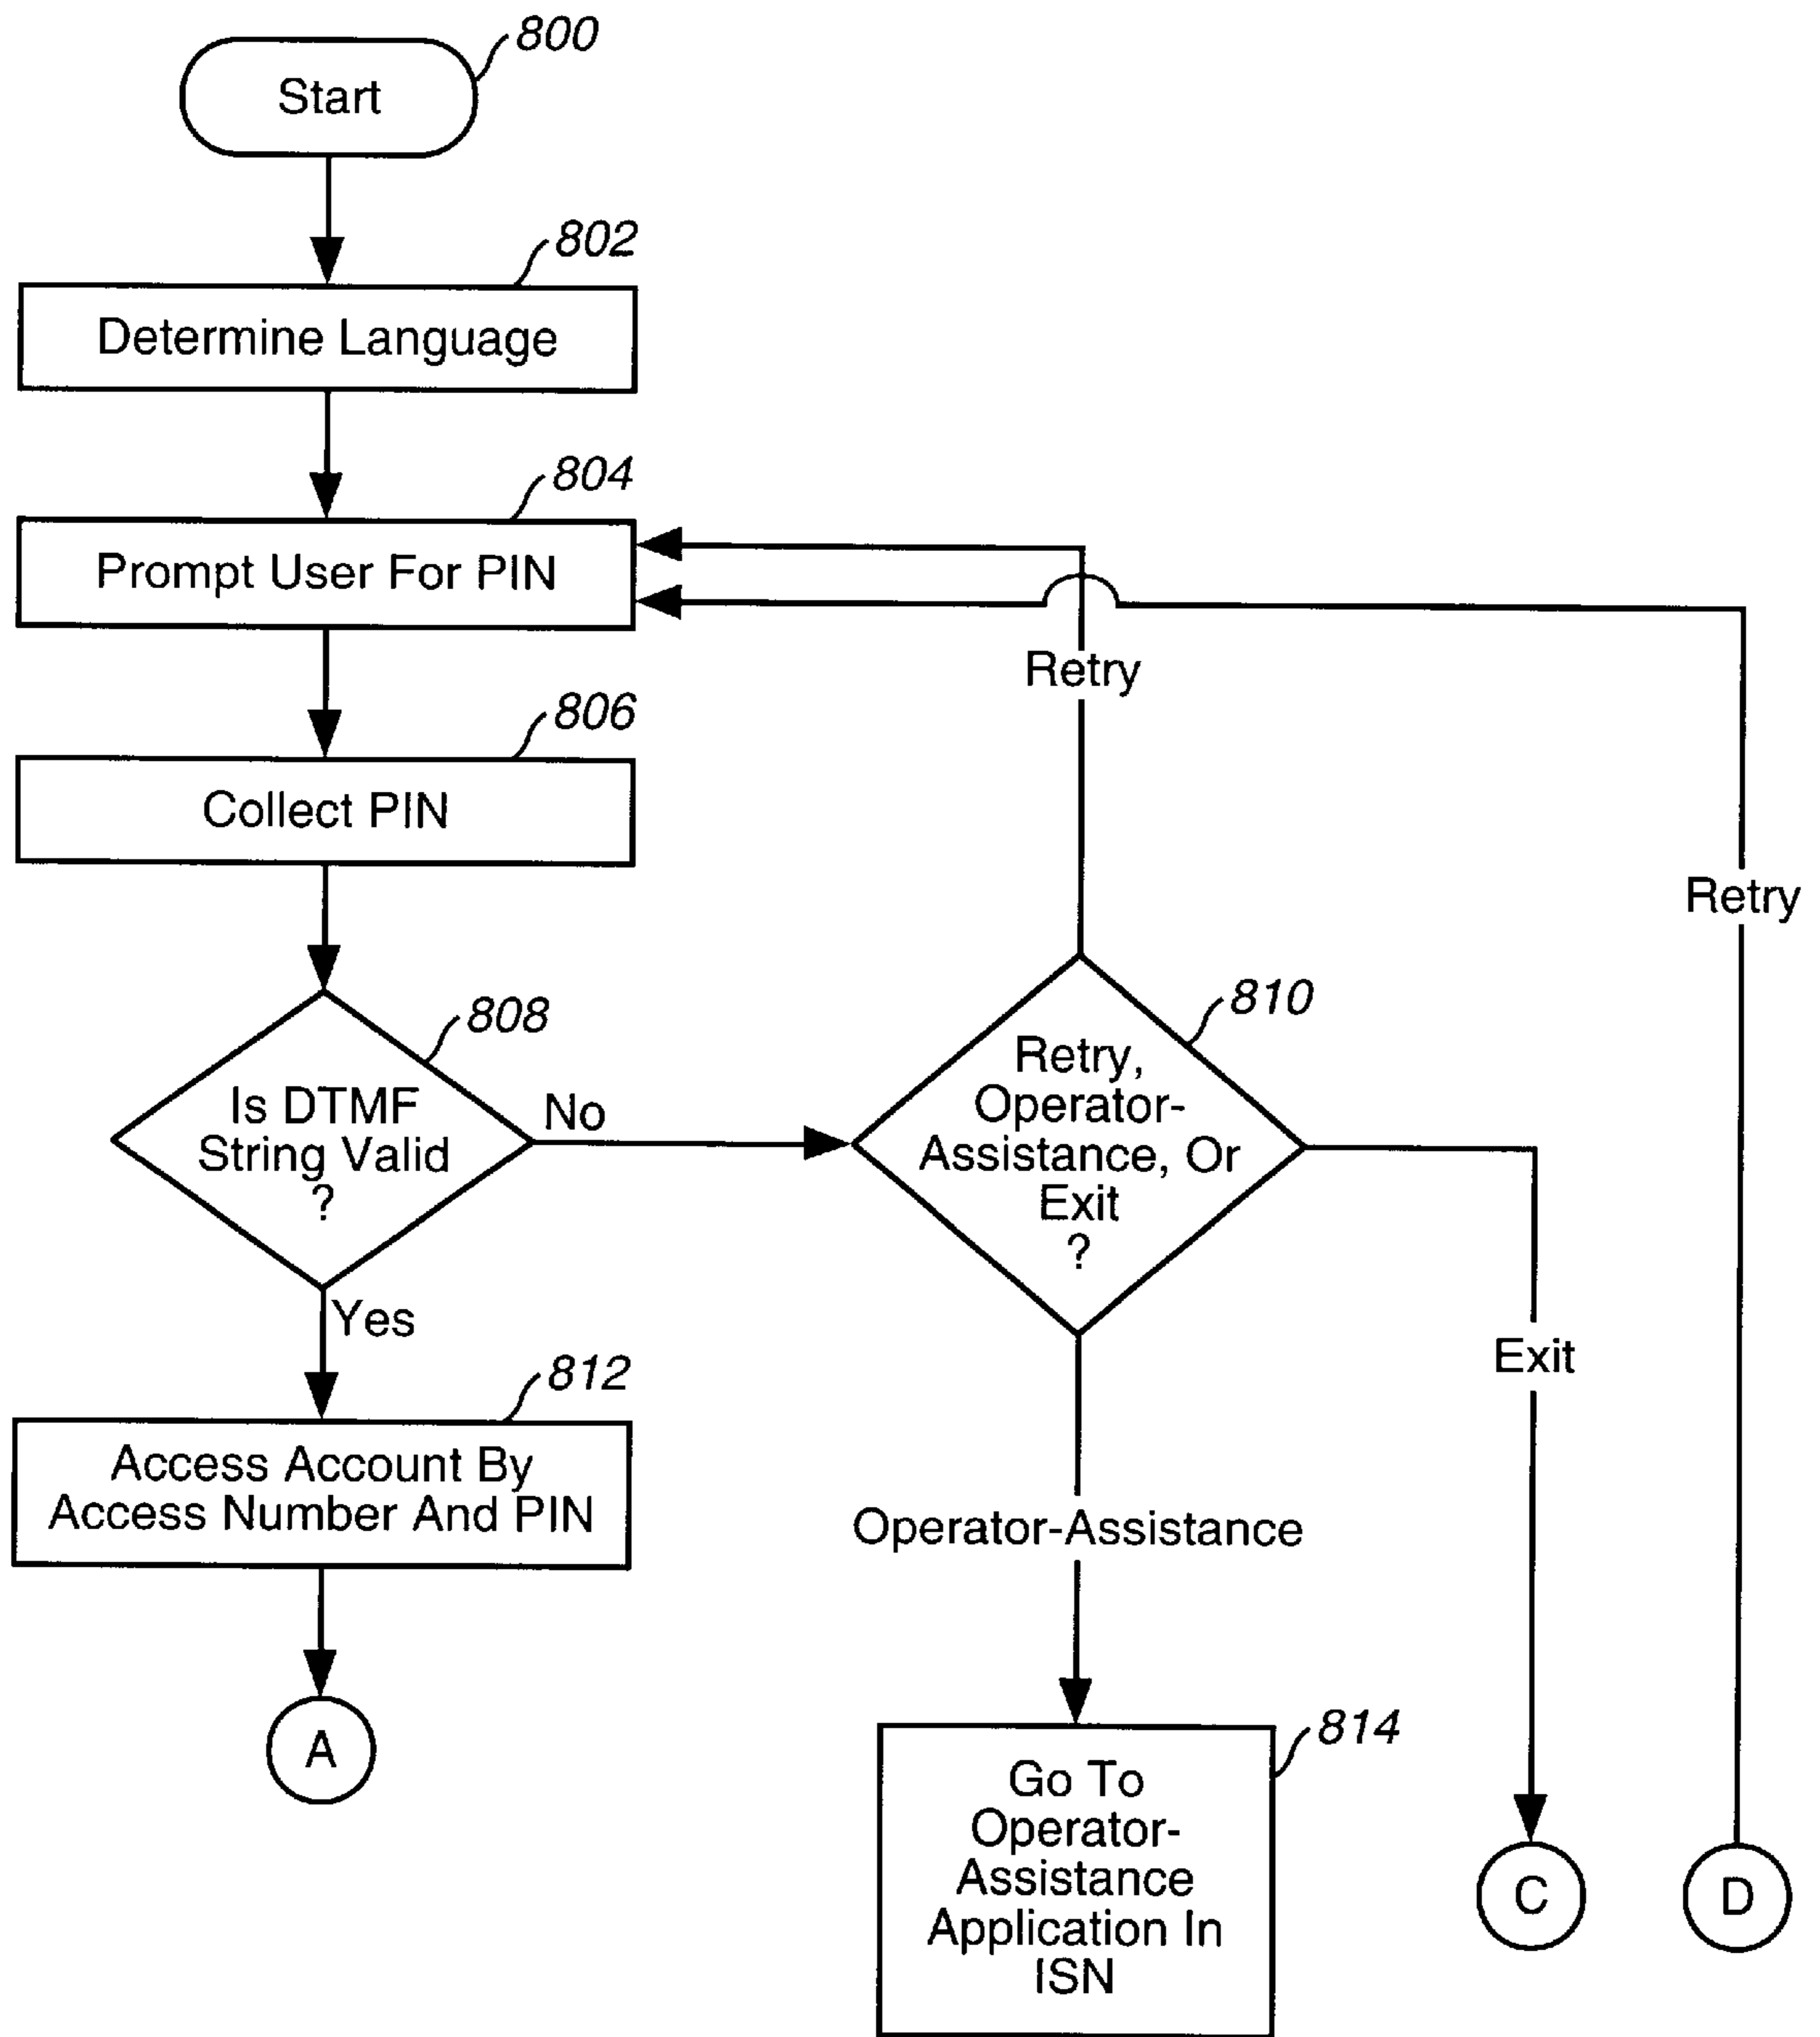 800
Start
802
Determine Language
804
Prompt User For PIN
Retry
806
Collect PIN
Retry
808
Is DTMF
String Valid
?
No
810
Retry,
Operator-
Assistance, Or
Exit
?
Yes
Exit
812
Access Account By
Access Number And PIN
Operator-Assistance
A
814
Go To
Operator-
Assistance
Application In
ISN
C
D